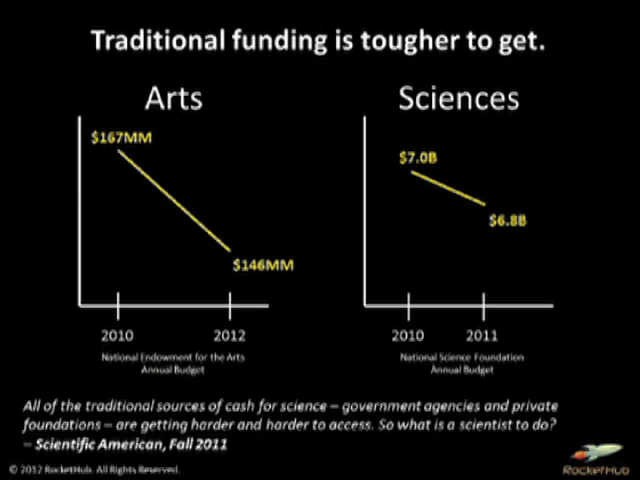 Traditional funding is tougher to get.
Arts
Sciences
$167MM
$7.0B
$6.8B
$146MM
2010 2012
2010 2011
National Endowment for the Arts
Annual Budget
National Science Foundation
Annual Budget
All of the traditional sources of cash for science – government agencies and private
foundations – are getting harder and harder to access. So what is a scientist to do?
– Scientific American, Fall 2011
© 2012 RocketHub. All Rights Reserved.
ROCKETHUB